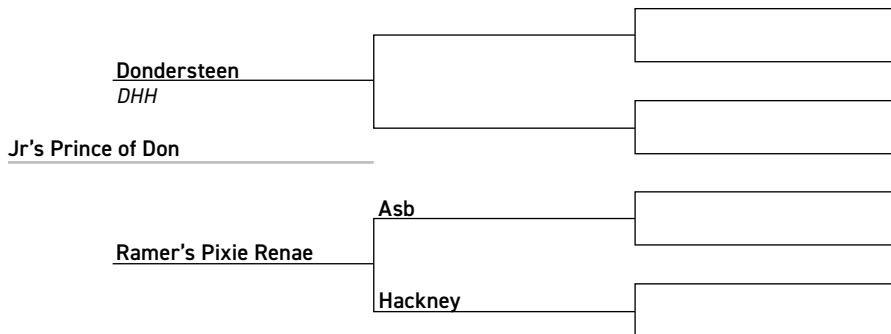 Dondersteen
DHH
Jr's Prince of Don
Asb
Ramer's Pixie Renae
Hackney